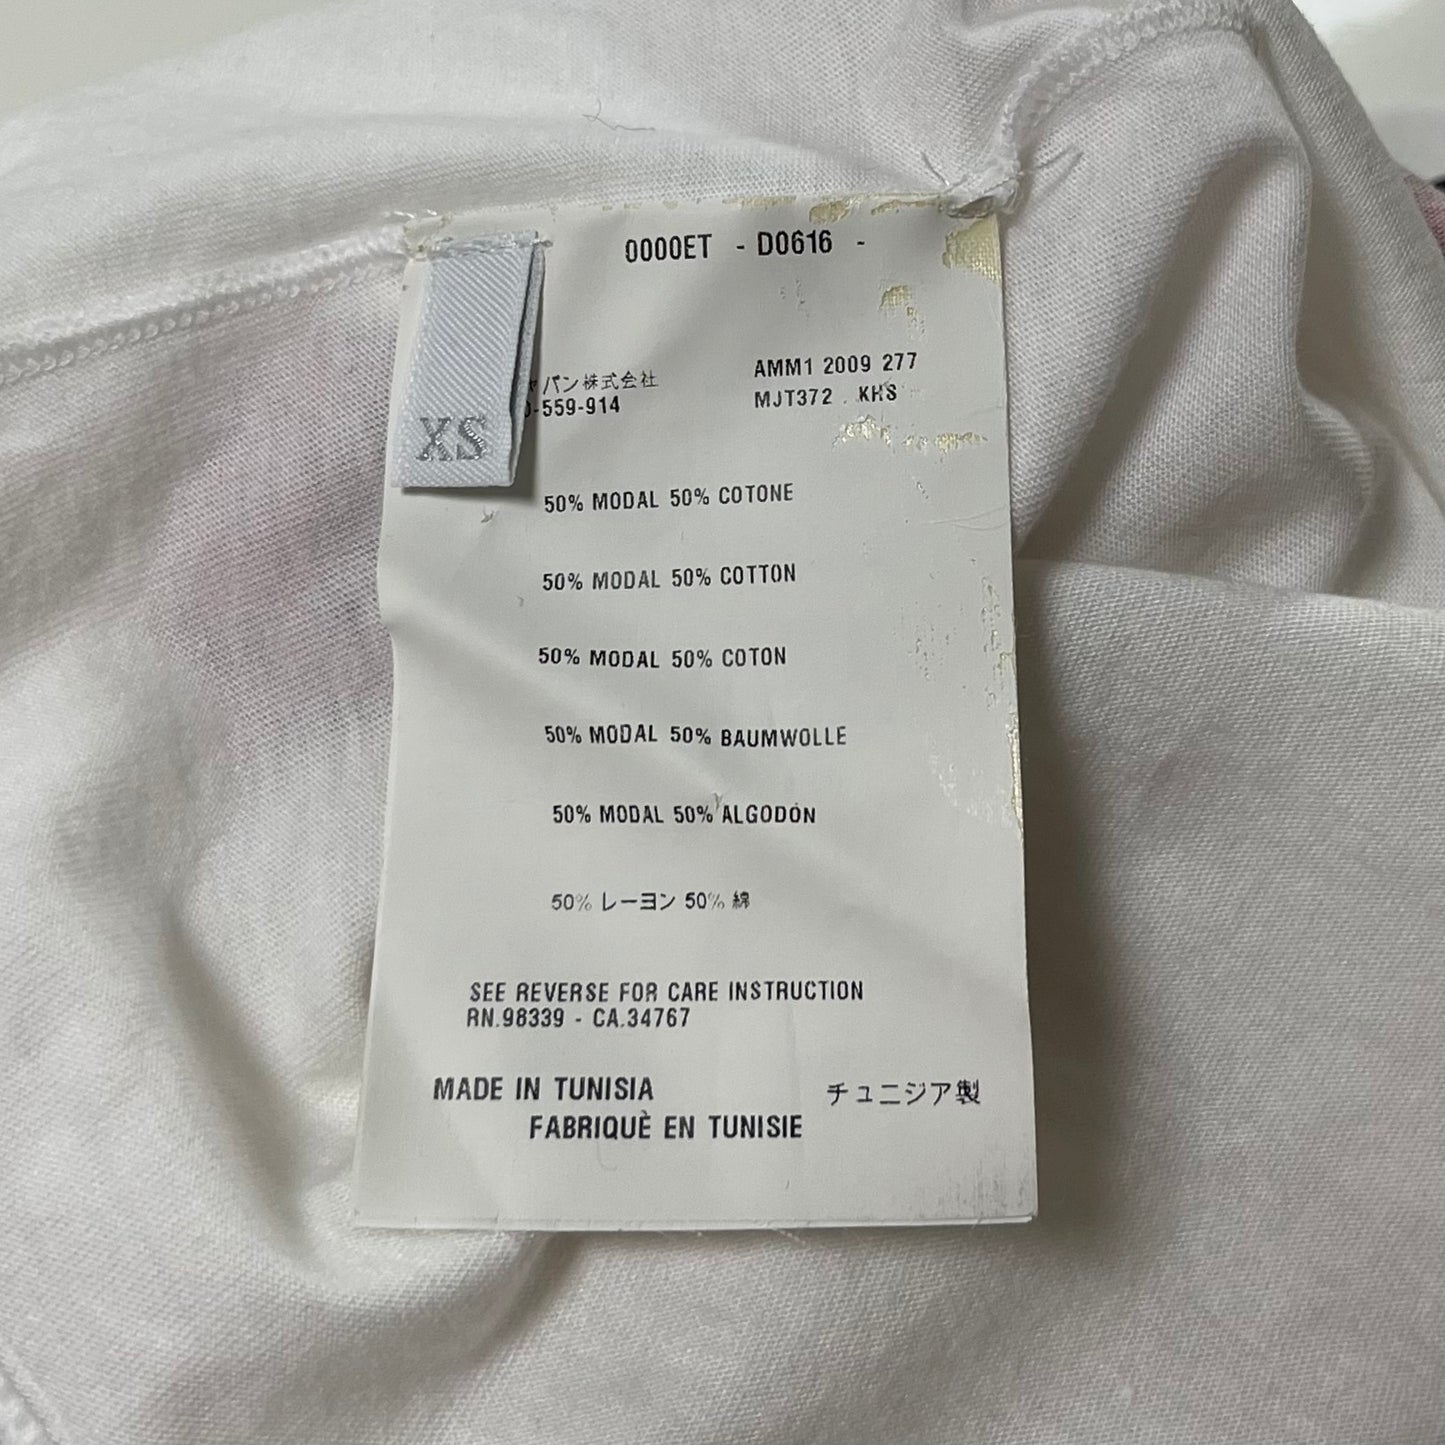 0000ET - D0616 -
XS
ャパン株式会社
0-559-914
AMM1 2009 277
MJT372 KHS
50% MODAL 50% COTONE
50% MODAL 50% COTTON
50% MODAL 50% COTON
50% MODAL 50% BAUMWOLLE
50% MODAL 50% ALGODÓN
50% レーヨン 50% 綿
SEE REVERSE FOR CARE INSTRUCTION
RN.98339 - CA.34767
MADE IN TUNISIA
チュニジア製
FABRIQUÈ EN TUNISIE